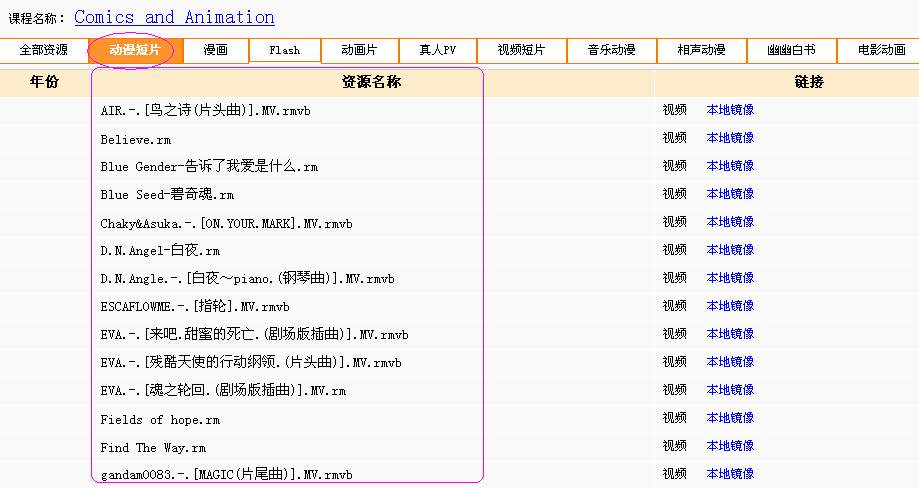 课程名称： Comics and Animation
全部资源 动漫短片 漫画 Flash 动画片 真人PV 视频短片 音乐动漫 相声动漫 幽幽白书 电影动画
年份 资源名称 链接
AIR.-.[鸟之诗(片头曲)].MV.rmvb 视频 本地镜像
Believe.rm 视频 本地镜像
Blue Gender-告诉了我爱是什么.rm 视频 本地镜像
Blue Seed-碧奇魂.rm 视频 本地镜像
Chaky&Asuka.-.[ON.YOUR.MARK].MV.rmvb 视频 本地镜像
D.N.Angel-白夜.rm 视频 本地镜像
D.N.Angle.-.[白夜～piano.(钢琴曲)].MV.rmvb 视频 本地镜像
ESCAFLOWME.-.[指轮].MV.rmvb 视频 本地镜像
EVA.-.[来吧.甜蜜的死亡.(剧场版插曲)].MV.rmvb 视频 本地镜像
EVA.-.[残酷天使的行动纲领.(片头曲)].MV.rmvb 视频 本地镜像
EVA.-.[魂之轮回.(剧场版插曲)].MV.rm 视频 本地镜像
Fields of hope.rm 视频 本地镜像
Find The Way.rm 视频 本地镜像
gandam0083.-.[MAGIC(片尾曲)].MV.rmvb 视频 本地镜像